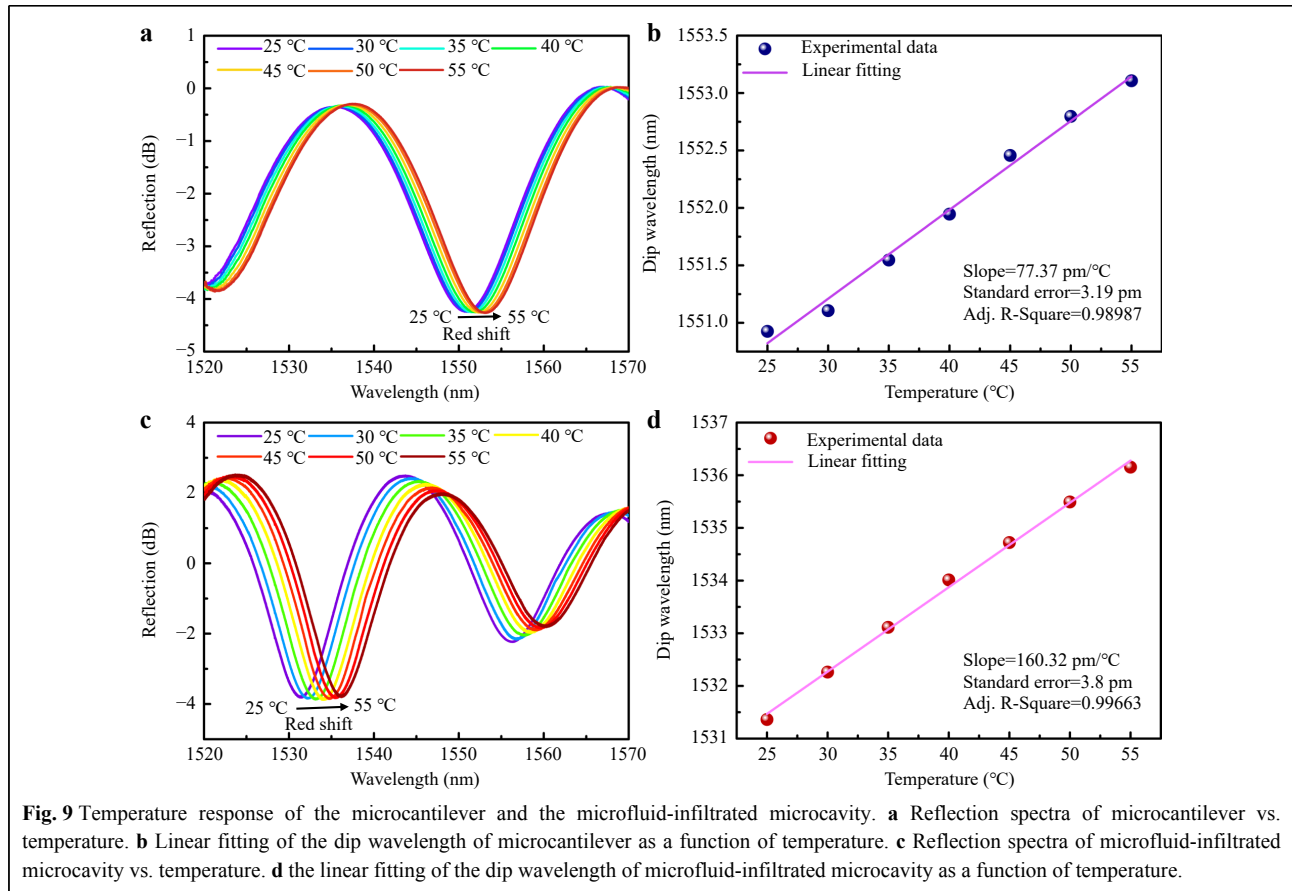 a
1
0
−1
−2
−3
−4
−5
Reflection (dB)
25 ℃ 30 ℃ 35 ℃ 40 ℃
45 ℃ 50 ℃ 55 ℃
25 ℃ 55 ℃
Red shift
1520 1530 1540 1550 1560 1570
Wavelength (nm)
b
1553.5
1553.0
1552.5
1552.0
1551.5
1551.0
Dip wavelength (nm)
Experimental data
Linear fitting
Slope=77.37 pm/℃
Standard error=3.19 pm
Adj. R-Square=0.98987
25 30 35 40 45 50 55
Temperature (℃)
c
4
2
0
−2
−4
Reflection (dB)
25 ℃ 30 ℃ 35 ℃ 40 ℃
45 ℃ 50 ℃ 55 ℃
25 ℃ 55 ℃
Red shift
1520 1530 1540 1550 1560 1570
Wavelength (nm)
d
1537
1536
1535
1534
1533
1532
1531
Dip wavelength (nm)
Experimental data
Linear fitting
Slope=160.32 pm/℃
Standard error=3.8 pm
Adj. R-Square=0.99663
25 30 35 40 45 50 55
Temperature (℃)
Fig. 9 Temperature response of the microcantilever and the microfluid-infiltrated microcavity. a Reflection spectra of microcantilever vs.
temperature. b Linear fitting of the dip wavelength of microcantilever as a function of temperature. c Reflection spectra of microfluid-infiltrated
microcavity vs. temperature. d the linear fitting of the dip wavelength of microfluid-infiltrated microcavity as a function of temperature.